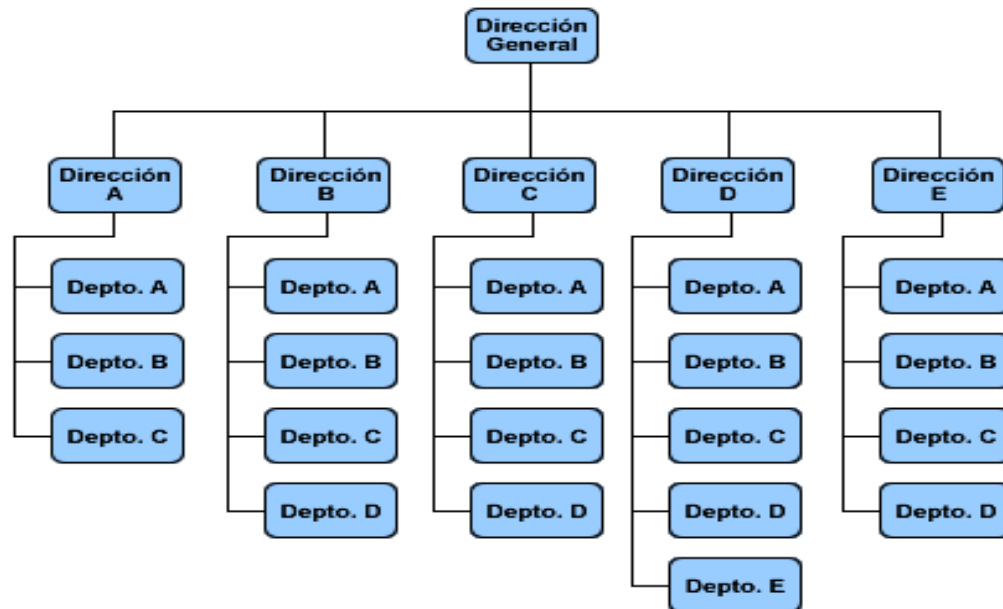 Dirección
General
Dirección
A
Dirección
B
Dirección
C
Dirección
D
Dirección
E
Depto. A
Depto. A
Depto. A
Depto. A
Depto. A
Depto. B
Depto. B
Depto. B
Depto. B
Depto. B
Depto. C
Depto. C
Depto. C
Depto. C
Depto. C
Depto. D
Depto. D
Depto. D
Depto. D
Depto. E